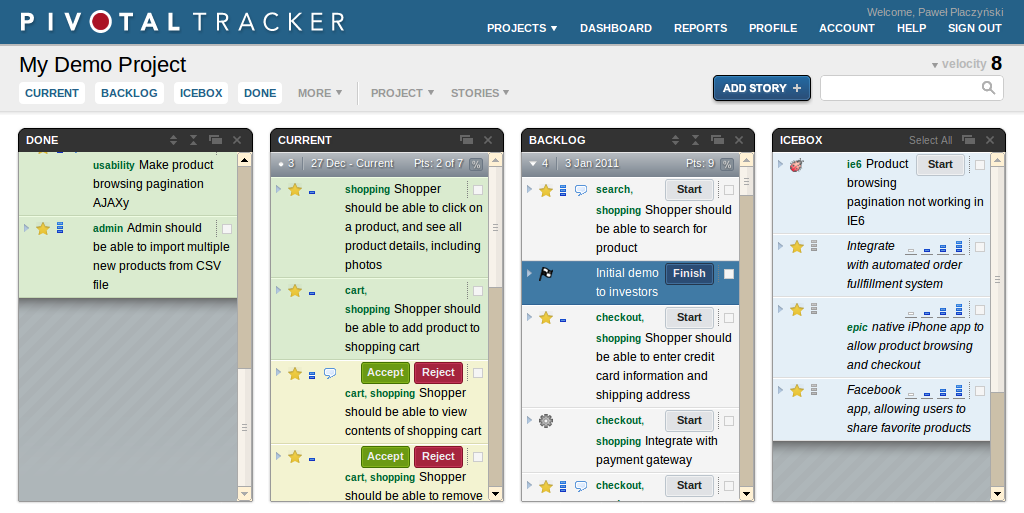 PIVOTAL TRACKER
Welcome, Paweł Płaczyński
PROJECTS DASHBOARD REPORTS PROFILE ACCOUNT HELP SIGN OUT
My Demo Project
velocity 8
CURRENT BACKLOG ICEBOX DONE MORE PROJECT STORIES
ADD STORY +
DONE
usability Make product
browsing pagination
AJAXy
admin Admin should
be able to import multiple
new products from CSV
file
CURRENT
3 27 Dec - Current Pts: 2 of 7 %
shopping Shopper
should be able to click on
a product, and see all
product details, including
photos
cart,
shopping Shopper should
be able to add product to
shopping cart
Accept Reject
cart, shopping Shopper
should be able to view
contents of shopping cart
Accept Reject
cart, shopping Shopper
should be able to remove
BACKLOG
4 3 Jan 2011 Pts: 9 %
search, Start
shopping Shopper should
be able to search for
product
Initial demo Finish
to investors
checkout, Start
shopping Shopper should
be able to enter credit
card information and
shipping address
checkout, Start
shopping Integrate with
payment gateway
checkout, Start
ICEBOX Select All
ie6 Product Start
browsing
pagination not working in
IE6
Integrate
with automated order
fullfillment system
epic native iPhone app to
allow product browsing
and checkout
Facebook
app, allowing users to
share favorite products